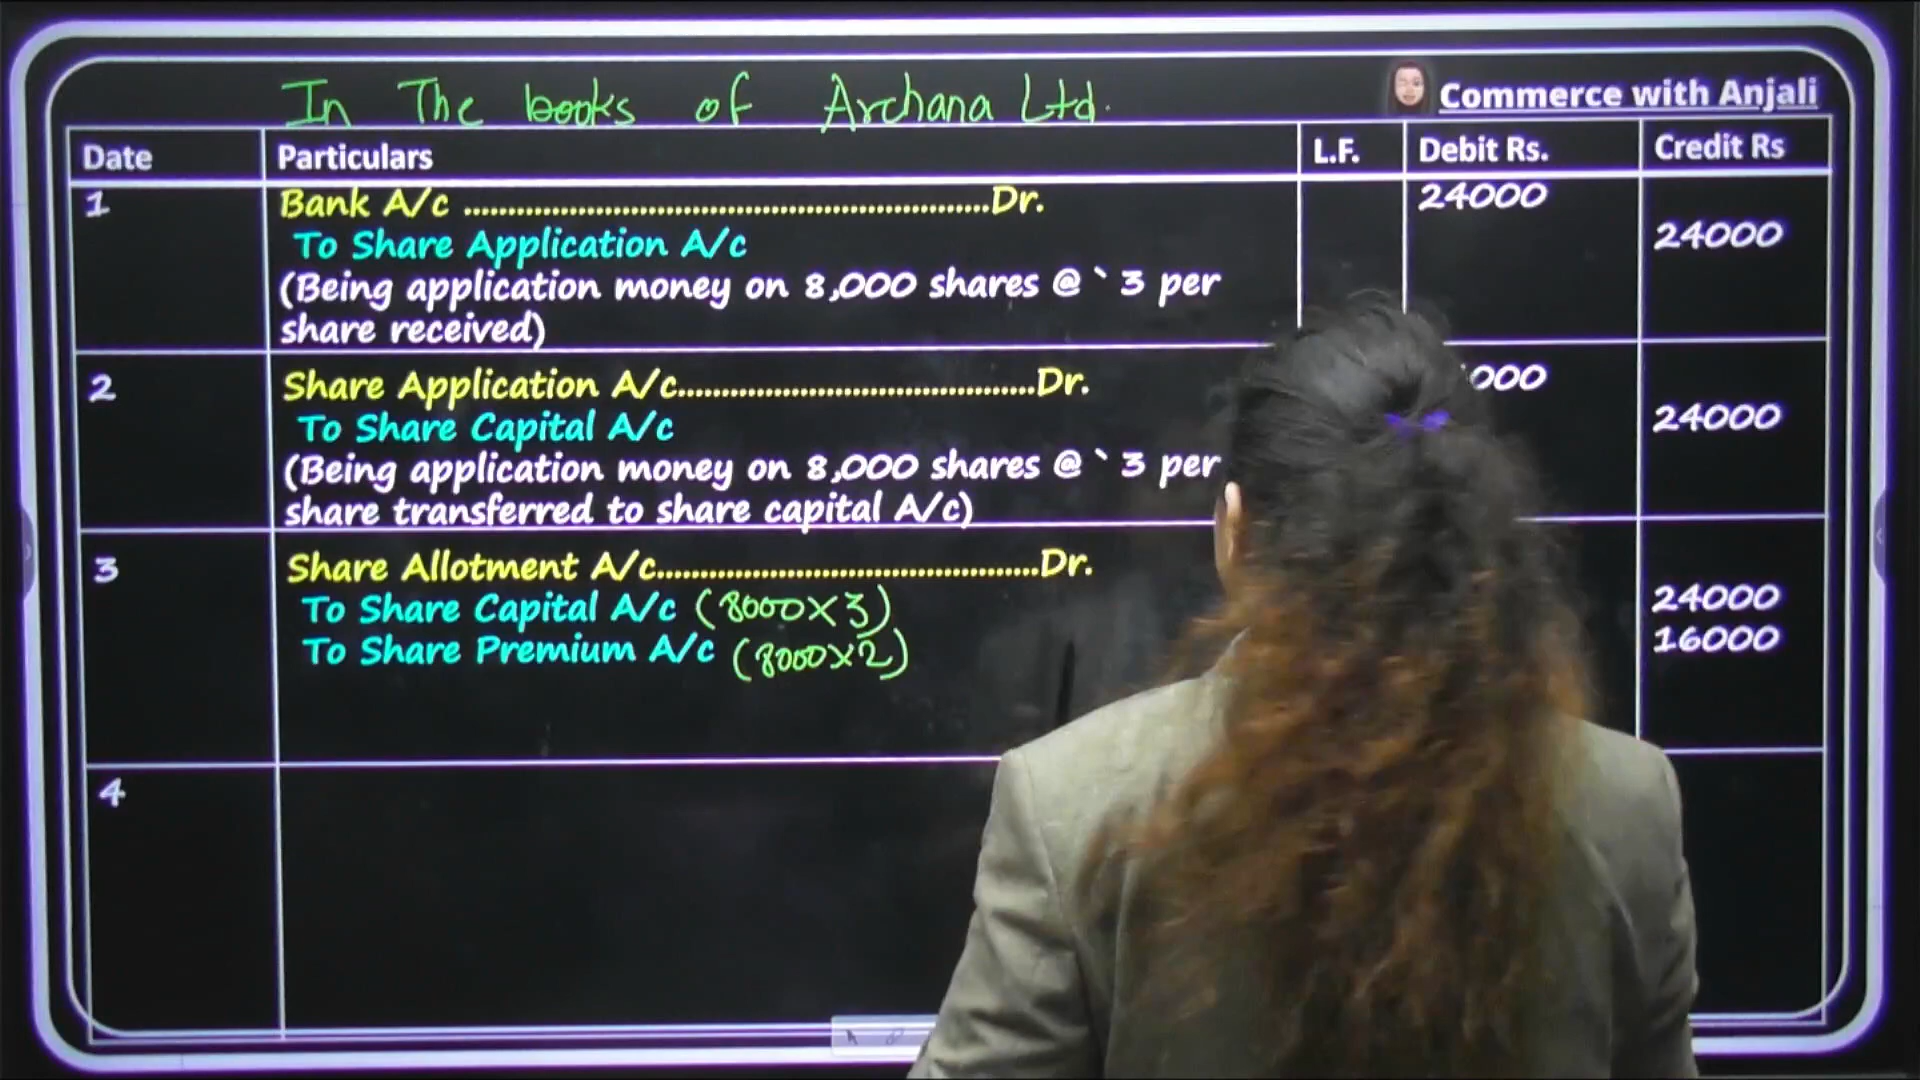 In The books of Archana Ltd.
Commerce with Anjali
Date Particulars L.F. Debit Rs. Credit Rs
1 Bank A/c ............................................................Dr. 24000
To Share Application A/c 24000
(Being application money on 8,000 shares @ ` 3 per
share received)
2 Share Application A/c........................................Dr. 000
To Share Capital A/c 24000
(Being application money on 8,000 shares @ ` 3 per
share transferred to share capital A/c)
3 Share Allotment A/c...........................................Dr.
To Share Capital A/c (8000×3) 24000
To Share Premium A/c (8000×2) 16000
4